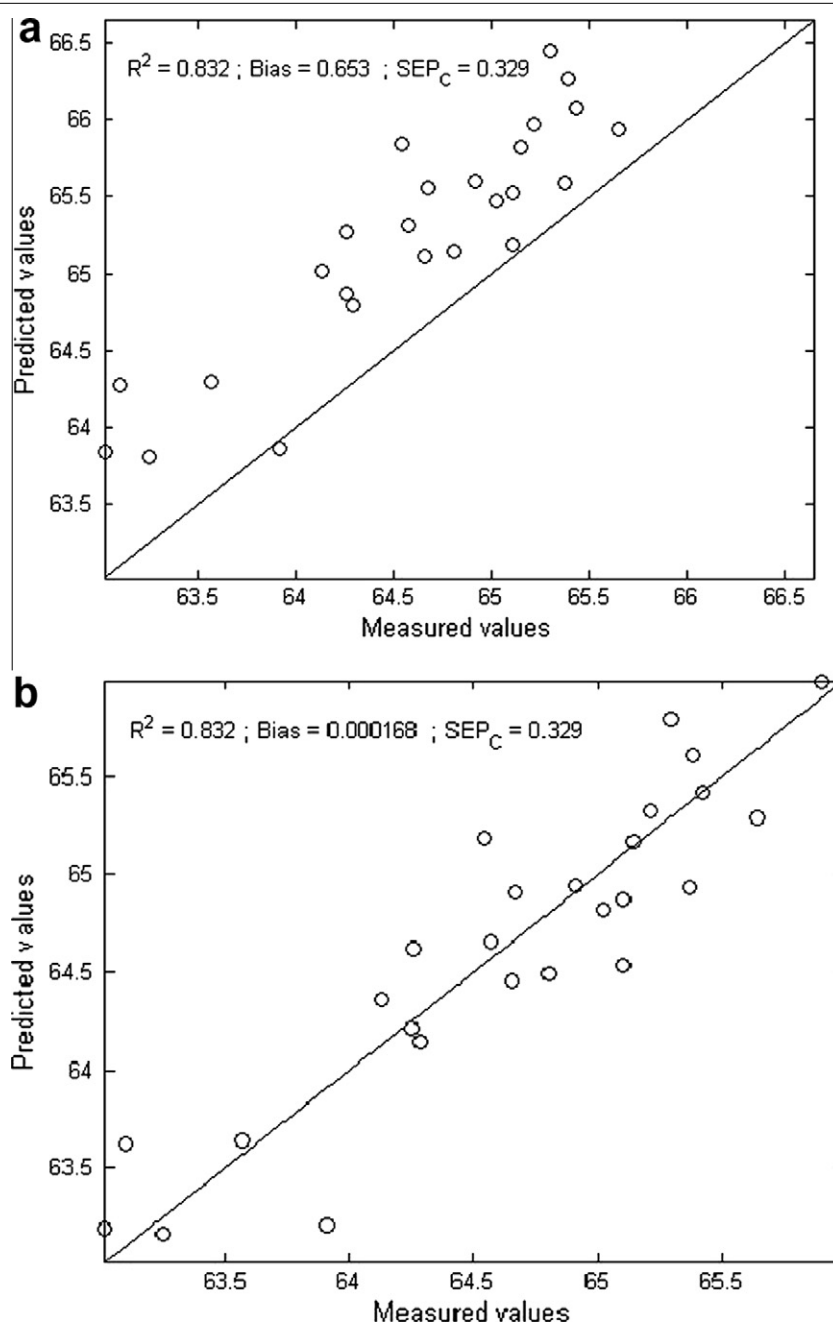 a
R² = 0.832 ; Bias = 0.653 ; SEP_C = 0.329
66.5
66
65.5
65
64.5
64
63.5
Predicted values
63.5 64 64.5 65 65.5 66 66.5
Measured values
b
R² = 0.832 ; Bias = 0.000168 ; SEP_C = 0.329
65.5
65
64.5
64
63.5
Predicted values
63.5 64 64.5 65 65.5
Measured values